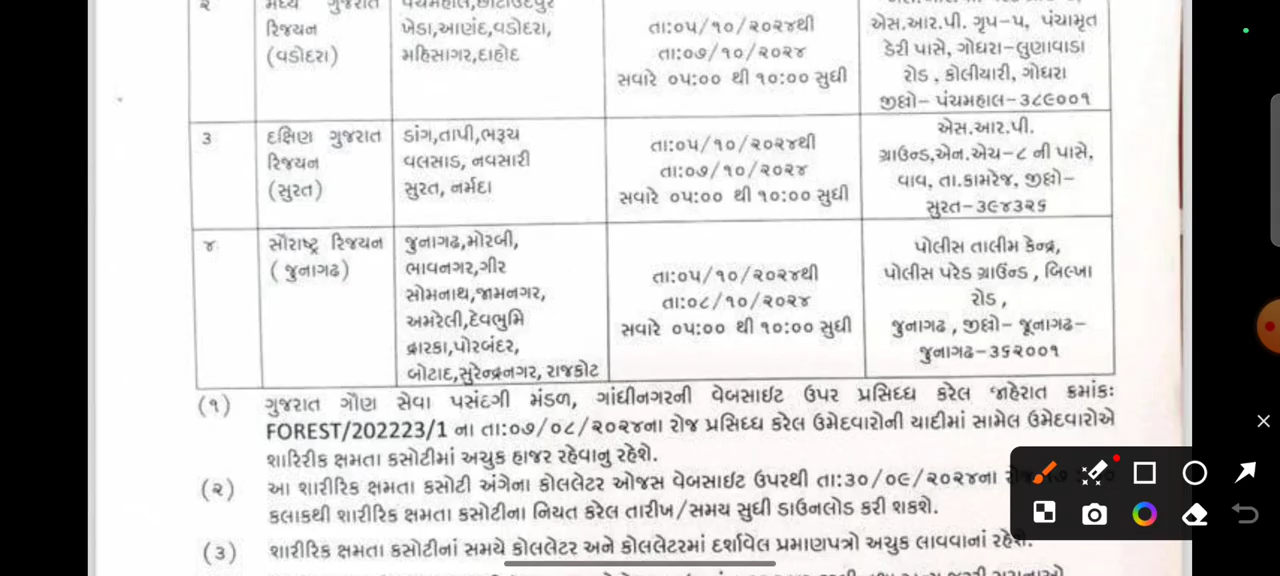 ૨ મધ્ય ગુજરાત પંચમહાલ,છોટાઉદેપુર
રિજયન ખેડા,આણંદ,વડોદરા, તા:૦૫/૧૦/૨૦૨૪થી એસ.આર.પી. ગૃપ-૫, પંચામૃત
(વડોદરા) મહિસાગર,દાહોદ તા:૦૭/૧૦/૨૦૨૪ ડેરી પાસે, ગોધરા-લુણાવાડા
સવારે ૦૫:૦૦ થી ૧૦:૦૦ સુધી રોડ , કોલીયારી, ગોધરા
જીલ્લો- પંચમહાલ-૩૮૯૦૦૧
૩ દક્ષિણ ગુજરાત ડાંગ,તાપી,ભરૂચ તા:૦૫/૧૦/૨૦૨૪થી એસ.આર.પી.
રિજયન વલસાડ, નવસારી તા:૦૭/૧૦/૨૦૨૪ ગ્રાઉન્ડ,એન.એચ-૮ ની પાસે,
(સુરત) સુરત, નર્મદા સવારે ૦૫:૦૦ થી ૧૦:૦૦ સુધી વાવ, તા.કામરેજ, જીલ્લો-
સુરત-૩૯૪૩૨૬
૪ સૌરાષ્ટ્ર રિજયન જુનાગઢ,મોરબી, પોલીસ તાલીમ કેન્દ્ર,
( જુનાગઢ) ભાવનગર,ગીર તા:૦૫/૧૦/૨૦૨૪થી પોલીસ પરેડ ગ્રાઉન્ડ , બિલખા
સોમનાથ,જામનગર, તા:૦૮/૧૦/૨૦૨૪ રોડ ,
અમરેલી,દેવભુમિ સવારે ૦૫:૦૦ થી ૧૦:૦૦ સુધી જુનાગઢ , જીલ્લો- જૂનાગઢ-
દ્વારકા,પોરબંદર, જુનાગઢ-૩૬૨૦૦૧
બોટાદ,સુરેન્દ્રનગર, રાજકોટ
(૧) ગુજરાત ગૌણ સેવા પસંદગી મંડળ, ગાંધીનગરની વેબસાઈટ ઉપર પ્રસિધ્ધ કરેલ જાહેરાત ક્રમાંક:
FOREST/202223/1 ના તા:૦૭/૦૮/૨૦૨૪ના રોજ પ્રસિધ્ધ કરેલ ઉમેદવારોની યાદીમાં સામેલ ઉમેદવારોએ
શારિરીક ક્ષમતા કસોટીમાં અચુક હાજર રહેવાનુ રહેશે.
(૨) આ શારીરિક ક્ષમતા કસોટી અંગેના કોલલેટર ઓજસ વેબસાઈટ ઉપરથી તા:૩૦/૦૯/૨૦૨૪ના
કલાકથી શારીરિક ક્ષમતા કસોટીના નિયત કરેલ તારીખ/સમય સુધી ડાઉનલોડ કરી શકશે.
(૩) શારીરિક ક્ષમતા કસોટીનાં સમયે કોલલેટર અને કોલલેટરમાં દર્શાવેલ પ્રમાણપત્રો અચુક લાવવાનાં રહેશે.